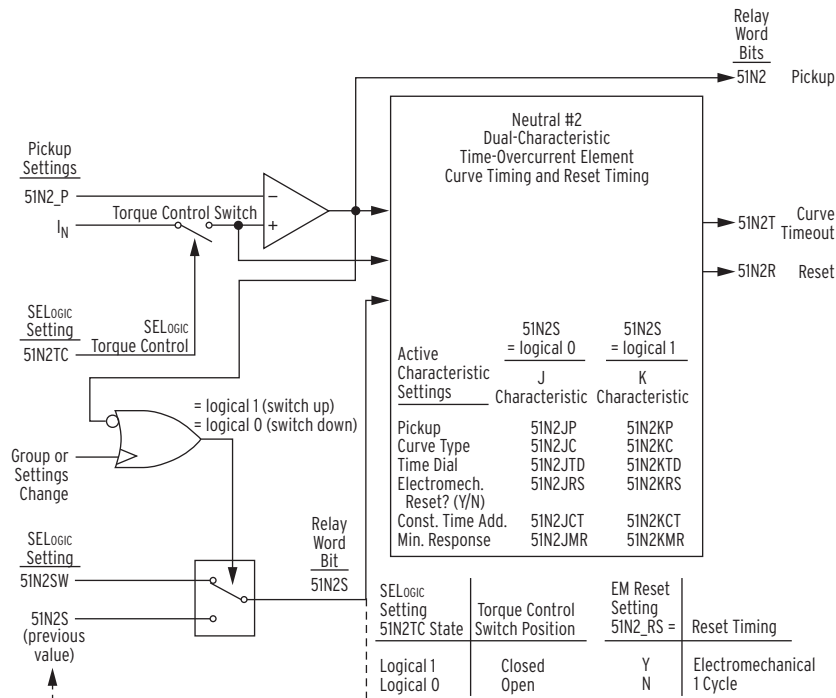 Relay
Word
Bits
51N2 Pickup
Neutral #2
Dual-Characteristic
Time-Overcurrent Element
Curve Timing and Reset Timing
Pickup
Settings
51N2_P
IN
Torque Control Switch
−
+
51N2T Curve
Timeout
51N2R Reset
SELOGIC
Setting
51N2TC
SELOGIC
Torque Control
51N2S 51N2S
= logical 0 = logical 1
Active
Characteristic
Settings
J K
Characteristic Characteristic
Pickup 51N2JP 51N2KP
Curve Type 51N2JC 51N2KC
Time Dial 51N2JTD 51N2KTD
Electromech. 51N2JRS 51N2KRS
Reset? (Y/N)
Const. Time Add. 51N2JCT 51N2KCT
Min. Response 51N2JMR 51N2KMR
= logical 1 (switch up)
= logical 0 (switch down)
Group or
Settings
Change
SELOGIC
Setting
51N2SW
51N2S
(previous
value)
Relay
Word
Bit
51N2S
SELOGIC
Setting
51N2TC State
Torque Control
Switch Position
Logical 1 Closed
Logical 0 Open
EM Reset
Setting
51N2_RS = Reset Timing
Y Electromechanical
N 1 Cycle